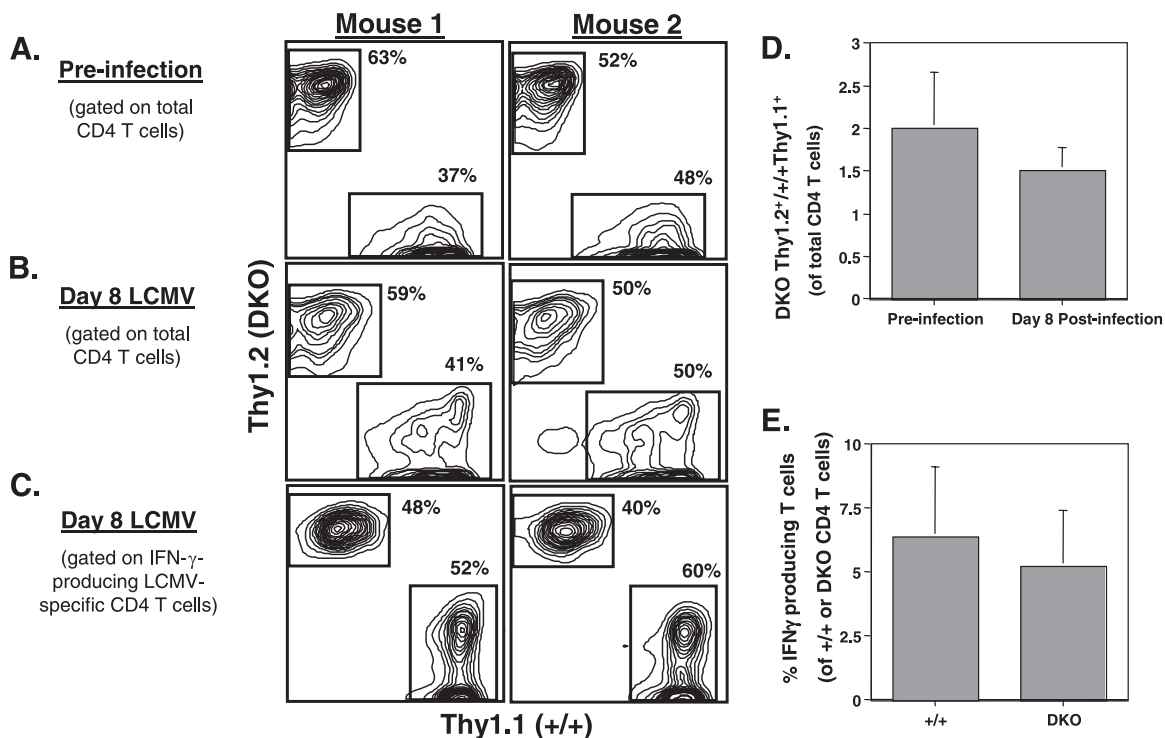 Mouse 1
Mouse 2
A.
Pre-infection
(gated on total
CD4 T cells)
63%
37%
52%
48%
B.
Day 8 LCMV
(gated on total
CD4 T cells)
59%
41%
50%
50%
C.
Day 8 LCMV
(gated on IFN-γ-
producing LCMV-
specific CD4 T cells)
48%
52%
40%
60%
Thy1.2 (DKO)
Thy1.1 (+/+)
D.
DKO Thy1.2+/+/+Thy1.1+
(of total CD4 T cells)
3
2.5
2
1.5
1
0.5
0
Pre-infection
Day 8 Post-infection
E.
% IFNγ producing T cells
(of +/+ or DKO CD4 T cells)
10
7.5
5
2.5
0
+/+
DKO